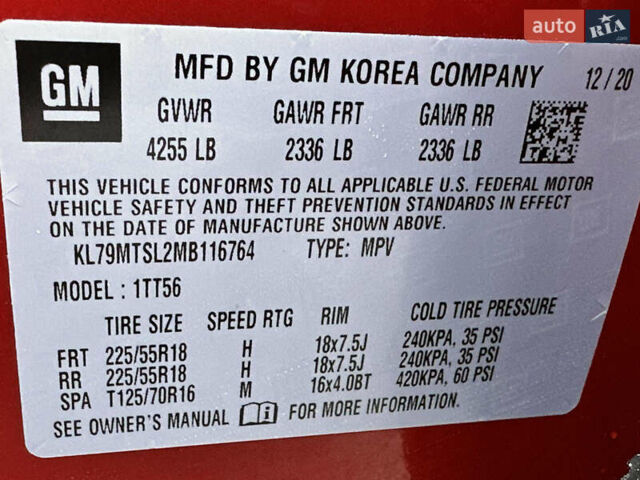 auto RIA.com
GM MFD BY GM KOREA COMPANY 12/20
GVWR GAWR FRT GAWR RR
4255 LB 2336 LB 2336 LB
THIS VEHICLE CONFORMS TO ALL APPLICABLE U.S. FEDERAL MOTOR
VEHICLE SAFETY AND THEFT PREVENTION STANDARDS IN EFFECT
ON THE DATE OF MANUFACTURE SHOWN ABOVE.
KL79MTSL2MB116764 TYPE: MPV
MODEL: 1TT56
TIRE SIZE SPEED RTG RIM COLD TIRE PRESSURE
FRT 225/55R18 H 18x7.5J 240KPA, 35 PSI
RR 225/55R18 H 18x7.5J 240KPA, 35 PSI
SPA T125/70R16 M 16x4.0BT 420KPA, 60 PSI
SEE OWNER'S MANUAL FOR MORE INFORMATION.